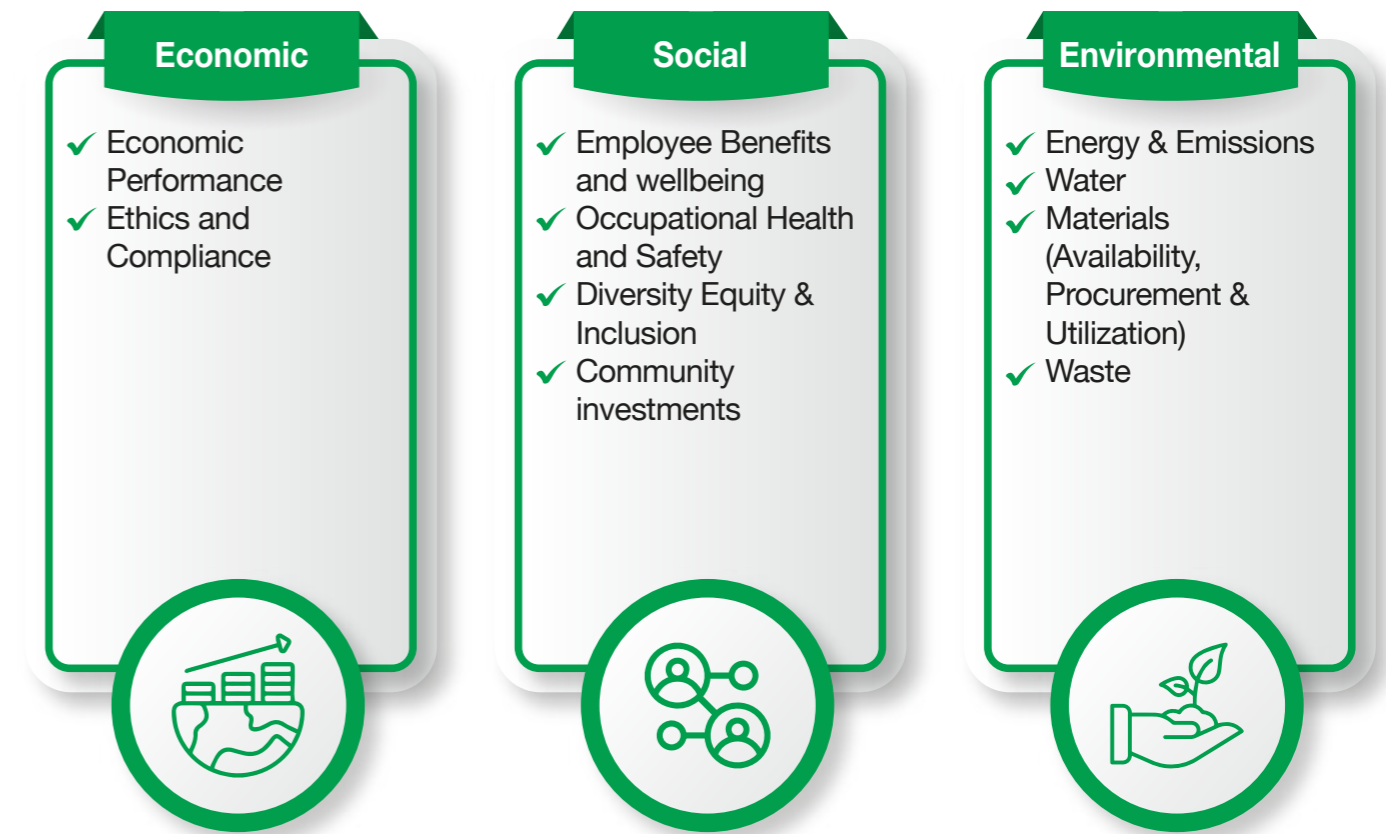 Economic
Economic
Performance
Ethics and
Compliance
Social
Employee Benefits
and wellbeing
Occupational Health
and Safety
Diversity Equity &
Inclusion
Community
investments
Environmental
Energy & Emissions
Water
Materials
(Availability,
Procurement &
Utilization)
Waste